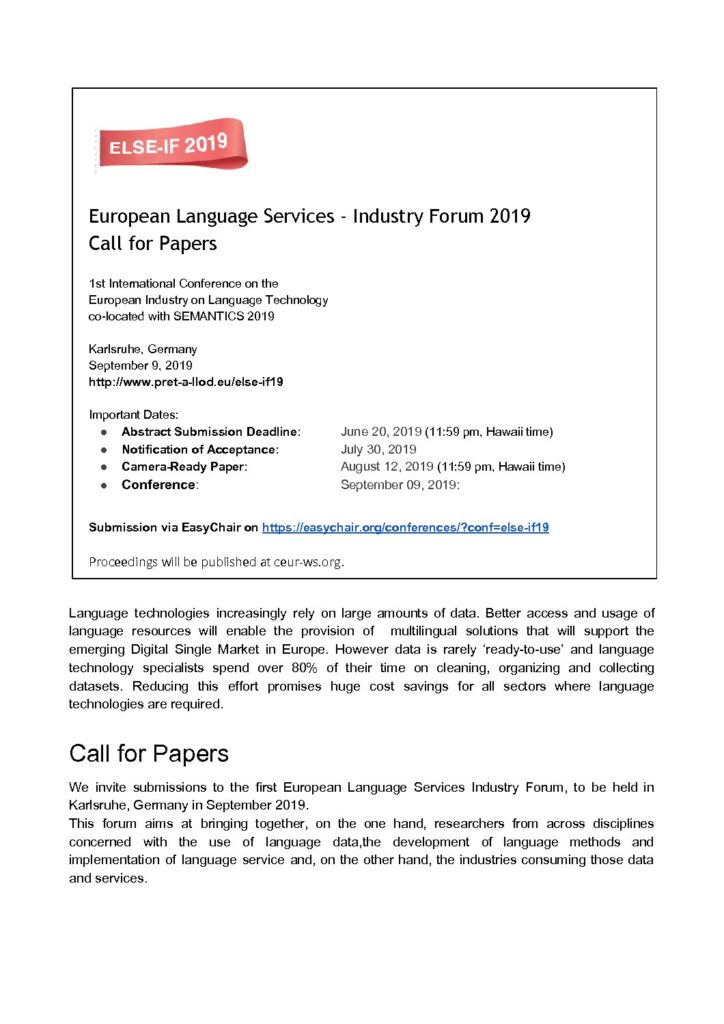 ELSE-IF 2019
European Language Services - Industry Forum 2019
Call for Papers
1st International Conference on the
European Industry on Language Technology
co-located with SEMANTICS 2019
Karlsruhe, Germany
September 9, 2019
http://www.pret-a-llod.eu/else-if19
Important Dates:
● Abstract Submission Deadline: June 20, 2019 (11:59 pm, Hawaii time)
● Notification of Acceptance: July 30, 2019
● Camera-Ready Paper: August 12, 2019 (11:59 pm, Hawaii time)
● Conference: September 09, 2019:
Submission via EasyChair on https://easychair.org/conferences/?conf=else-if19
Proceedings will be published at ceur-ws.org.
Language technologies increasingly rely on large amounts of data. Better access and usage of
language resources will enable the provision of multilingual solutions that will support the
emerging Digital Single Market in Europe. However data is rarely ‘ready-to-use’ and language
technology specialists spend over 80% of their time on cleaning, organizing and collecting
datasets. Reducing this effort promises huge cost savings for all sectors where language
technologies are required.
Call for Papers
We invite submissions to the first European Language Services Industry Forum, to be held in
Karlsruhe, Germany in September 2019.
This forum aims at bringing together, on the one hand, researchers from across disciplines
concerned with the use of language data,the development of language methods and
implementation of language service and, on the other hand, the industries consuming those data
and services.